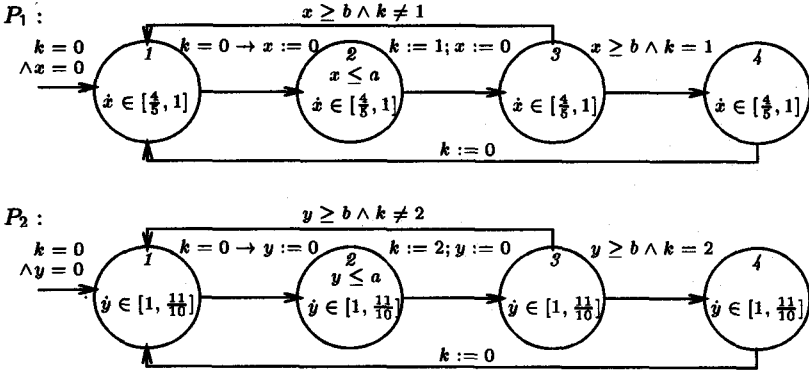 P₁ :
x ≥ b ∧ k ≠ 1
k = 0
∧x = 0
1
k = 0 → x := 0
2
k := 1; x := 0
3
x ≥ b ∧ k = 1
4
x ≤ a
ẋ ∈ [4/5, 1]
ẋ ∈ [4/5, 1]
ẋ ∈ [4/5, 1]
ẋ ∈ [4/5, 1]
k := 0
P₂ :
y ≥ b ∧ k ≠ 2
k = 0
∧y = 0
1
k = 0 → y := 0
2
k := 2; y := 0
3
y ≥ b ∧ k = 2
4
y ≤ a
ẏ ∈ [1, 11/10]
ẏ ∈ [1, 11/10]
ẏ ∈ [1, 11/10]
ẏ ∈ [1, 11/10]
k := 0